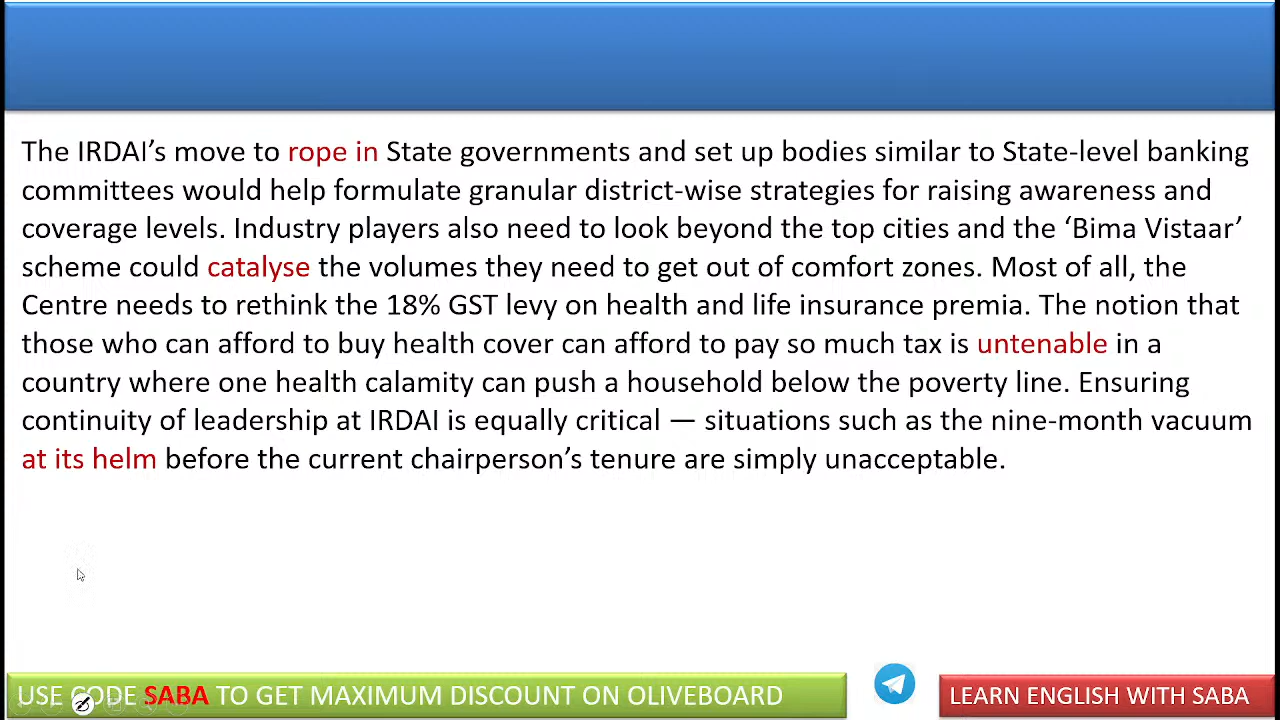 The IRDAI’s move to rope in State governments and set up bodies similar to State-level banking
committees would help formulate granular district-wise strategies for raising awareness and
coverage levels. Industry players also need to look beyond the top cities and the ‘Bima Vistaar’
scheme could catalyse the volumes they need to get out of comfort zones. Most of all, the
Centre needs to rethink the 18% GST levy on health and life insurance premia. The notion that
those who can afford to buy health cover can afford to pay so much tax is untenable in a
country where one health calamity can push a household below the poverty line. Ensuring
continuity of leadership at IRDAI is equally critical — situations such as the nine-month vacuum
at its helm before the current chairperson’s tenure are simply unacceptable.
USE CODE SABA TO GET MAXIMUM DISCOUNT ON OLIVEBOARD
LEARN ENGLISH WITH SABA